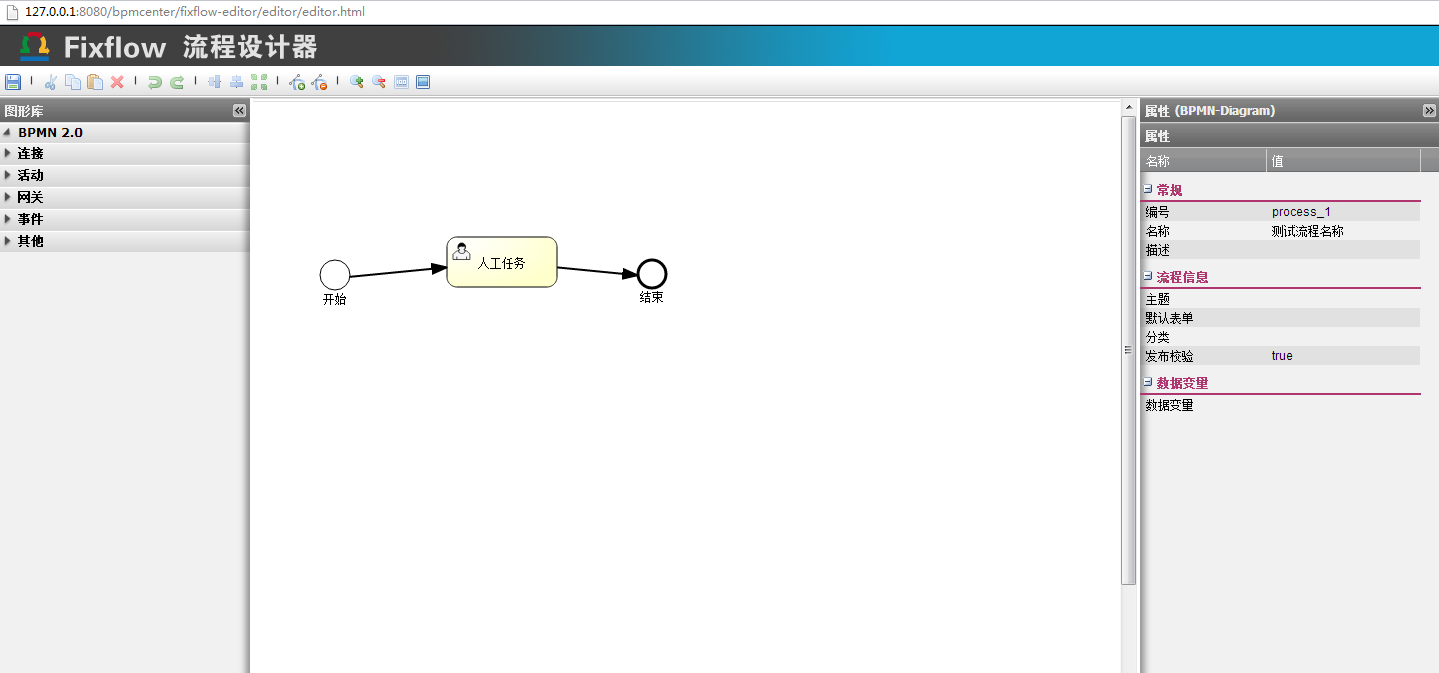 127.0.0.1:8080/bpmcenter/fixflow-editor/editor/editor.html
Fixflow 流程设计器
图形库
BPMN 2.0
连接
活动
网关
事件
其他
开始
人工任务
结束
属性 (BPMN-Diagram)
属性
名称 值
常规
编号 process_1
名称 测试流程名称
描述
流程信息
主题
默认表单
分类
发布校验 true
数据变量
数据变量